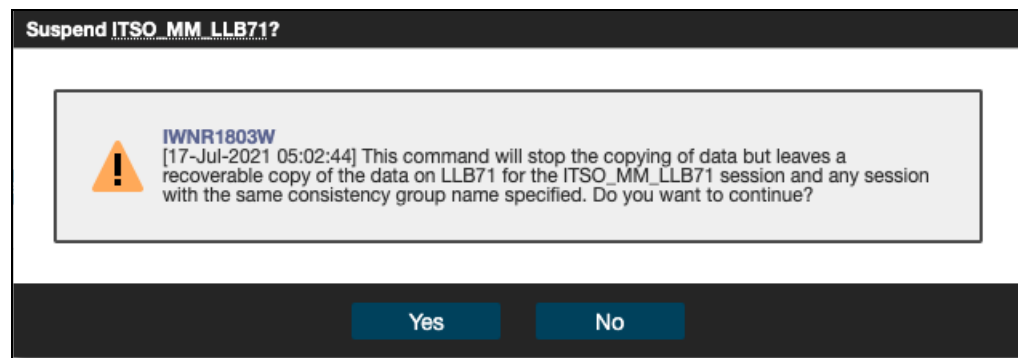 Suspend ITSO_MM_LLB71?
IWNR1803W
[17-Jul-2021 05:02:44] This command will stop the copying of data but leaves a
recoverable copy of the data on LLB71 for the ITSO_MM_LLB71 session and any session
with the same consistency group name specified. Do you want to continue?
Yes No